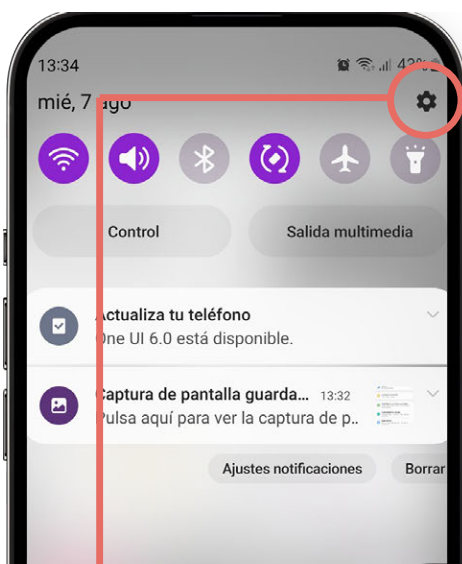 13:34 42%
mié, 7 ago
Control Salida multimedia
Actualiza tu teléfono
One UI 6.0 está disponible.
Captura de pantalla guarda... 13:32
Pulsa aquí para ver la captura de p..
Ajustes notificaciones Borrar